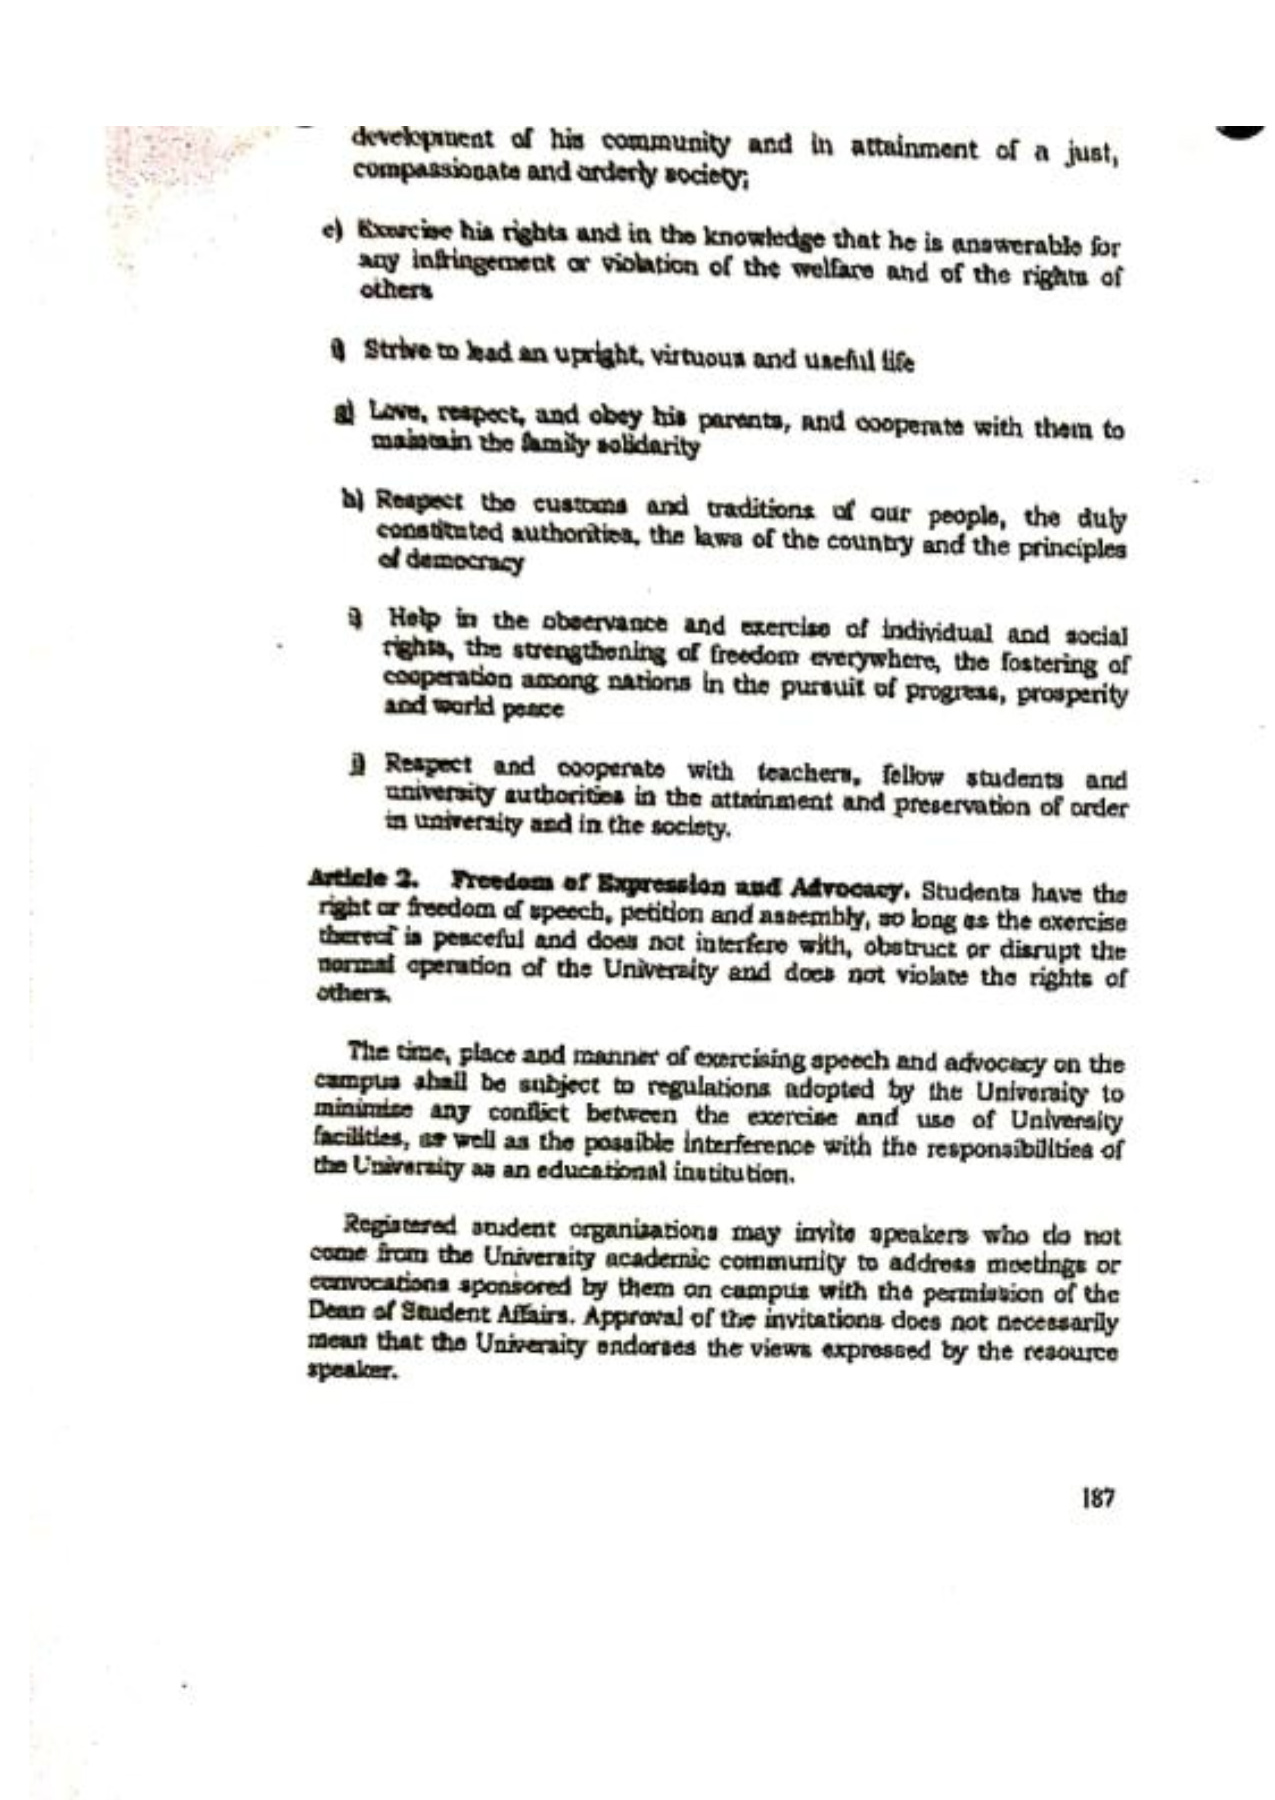 development of his community and in attainment of a just,
compassionate and orderly society;
e) Exercise his rights and in the knowledge that he is answerable for
any infringement or violation of the welfare and of the rights of
others
f) Strive to lead an upright, virtuous and useful life
g) Love, respect, and obey his parents, and cooperate with them to
maintain the family solidarity
h) Respect the customs and traditions of our people, the duly
constituted authorities, the laws of the country and the principles
of democracy
i) Help in the observance and exercise of individual and social
rights, the strengthening of freedom everywhere, the fostering of
cooperation among nations in the pursuit of progress, prosperity
and world peace
j) Respect and cooperate with teachers, fellow students and
university authorities in the attainment and preservation of order
in university and in the society.
Article 2. Freedom of Expression and Advocacy. Students have the
right or freedom of speech, petition and assembly, so long as the exercise
thereof is peaceful and does not interfere with, obstruct or disrupt the
normal operation of the University and does not violate the rights of
others.
The time, place and manner of exercising speech and advocacy on the
campus shall be subject to regulations adopted by the University to
minimize any conflict between the exercise and use of University
facilities, as well as the possible interference with the responsibilities of
the University as an educational institution.
Registered student organizations may invite speakers who do not
come from the University academic community to address meetings or
convocations sponsored by them on campus with the permission of the
Dean of Student Affairs. Approval of the invitations does not necessarily
mean that the University endorses the views expressed by the resource
speaker.
187